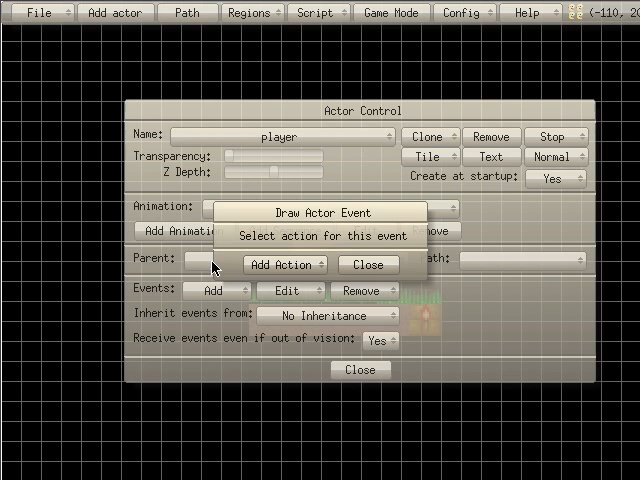 File Add actor Path Regions Script Game Mode Config Help (-110, 20
Actor Control
Name: player Clone Remove Stop
Transparency: Tile Text Normal
Z Depth: Create at startup: Yes
Animation:
Draw Actor Event
Add Animatio move
Select action for this event
Parent: ath:
Add Action Close
Events: Add Edit Remove
Inherit events from: No Inheritance
Receive events even if out of vision: Yes
Close